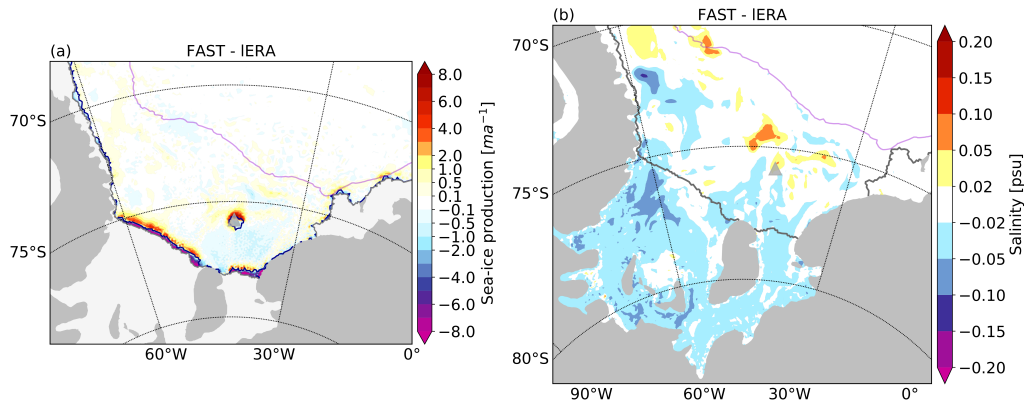 (a)
FAST - IERA
70°S
75°S
60°W
30°W
0°
8.0
6.0
4.0
2.0
1.0
0.5
0.1
−0.1
−0.5
−1.0
−2.0
−4.0
−6.0
−8.0
Sea-ice production [ma⁻¹]
(b)
FAST - IERA
70°S
75°S
80°S
90°W
60°W
30°W
0°
0.20
0.15
0.10
0.05
0.02
−0.02
−0.05
−0.10
−0.15
−0.20
Salinity [psu]